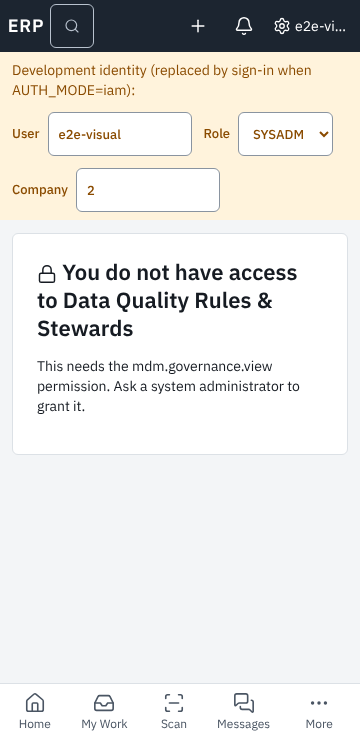 ERP
e2e-vi...
Development identity (replaced by sign-in when
AUTH_MODE=iam):
User e2e-visual Role SYSADM
Company 2
You do not have access
to Data Quality Rules &
Stewards
This needs the mdm.governance.view
permission. Ask a system administrator to
grant it.
Home My Work Scan Messages More